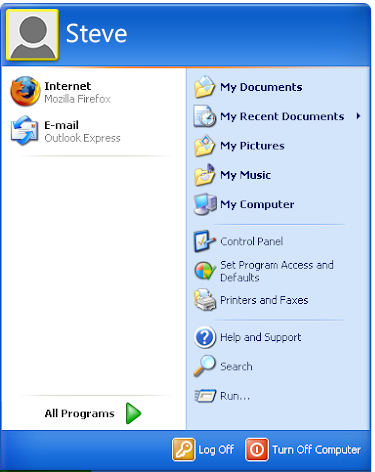 Steve
Internet
Mozilla Firefox
E-mail
Outlook Express
All Programs
My Documents
My Recent Documents
My Pictures
My Music
My Computer
Control Panel
Set Program Access and
Defaults
Printers and Faxes
Help and Support
Search
Run...
Log Off
Turn Off Computer